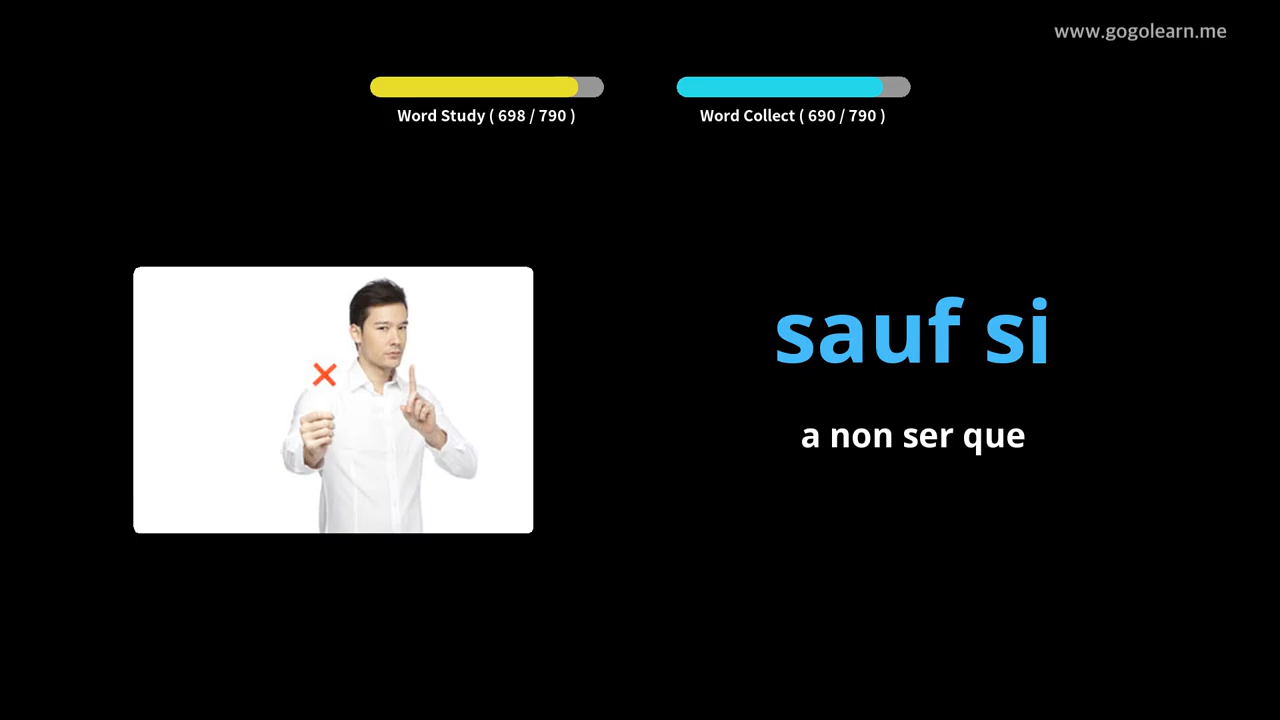 www.gogolearn.me
Word Study ( 698 / 790 )
Word Collect ( 690 / 790 )
sauf si
a non ser que